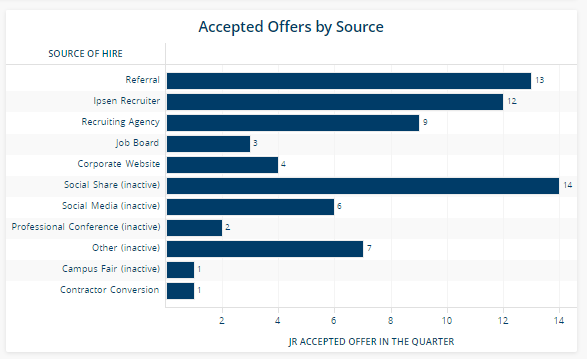 Accepted Offers by Source
SOURCE OF HIRE
Referral 13
Ipsen Recruiter 12
Recruiting Agency 9
Job Board 3
Corporate Website 4
Social Share (inactive) 14
Social Media (inactive) 6
Professional Conference (inactive) 2
Other (inactive) 7
Campus Fair (inactive) 1
Contractor Conversion 1
2 4 6 8 10 12 14
JR ACCEPTED OFFER IN THE QUARTER